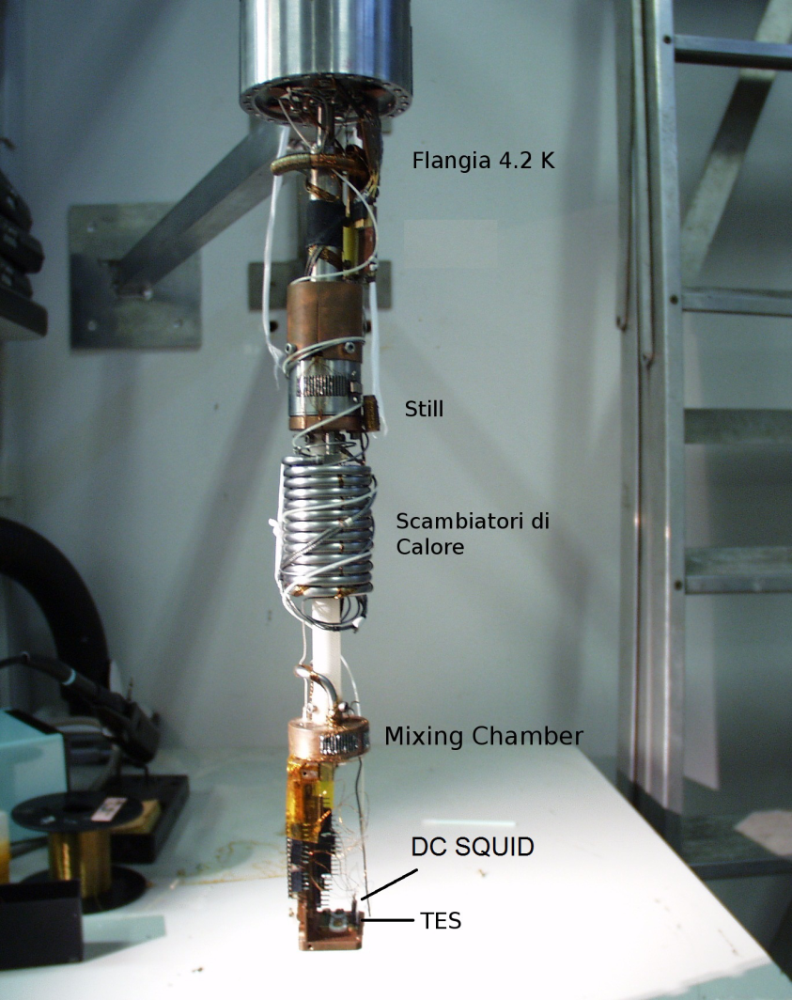 Flangia 4.2 K
Still
Scambiatori di
Calore
Mixing Chamber
DC SQUID
TES